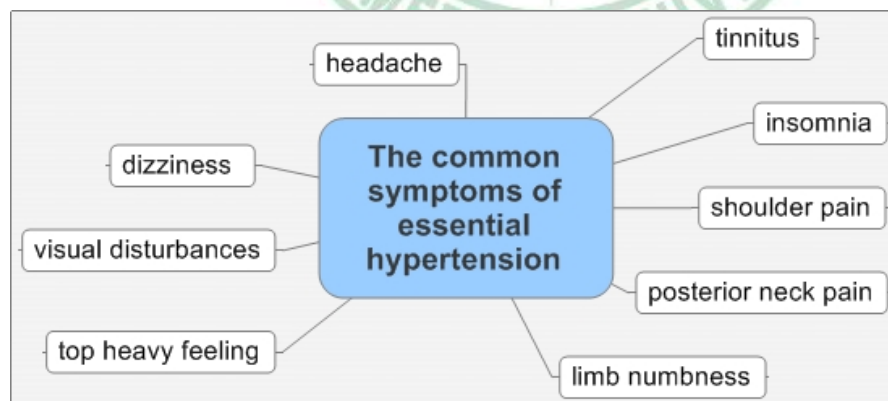 headache
tinnitus
insomnia
dizziness
The common
symptoms of
essential
hypertension
shoulder pain
visual disturbances
posterior neck pain
top heavy feeling
limb numbness